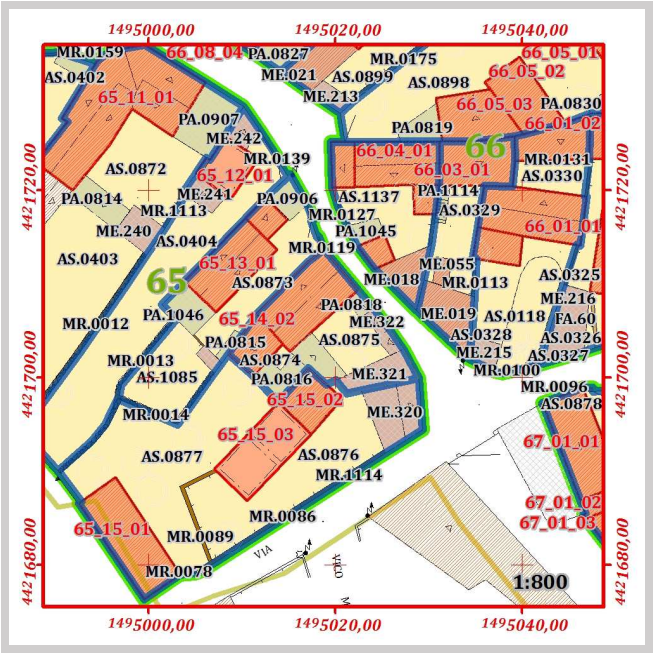 1495000,00 1495020,00 1495040,00
MR.0159 66_08_04 PA.0827 MR.0175 66_05_01
AS.0402 ME.021 AS.0899 AS.0898 66_05_02
65_11_01 ME.213 66_05_03 PA.0830
PA.0907 PA.0819 66_01_02
ME.242 66_04_01 66
MR.0139 MR.0131
AS.0872 65_12_01 66_03_01 AS.0330
4421720,00 4421720,00
PA.0814 ME.241 PA.0906 AS.1137 PA.1114
MR.1113 MR.0127 AS.0329
ME.240 AS.0404 PA.1045 66_01_01
AS.0403 65_13_01 MR.0119
65 AS.0873 ME.018 ME.055 MR.0113 AS.0325
PA.0818 ME.216
PA.1046 65_14_02 ME.322 ME.019 AS.0118 FA.60
MR.0012 AS.0328 AS.0326
PA.0815 AS.0875 ME.215 AS.0327
MR.0013 AS.0874 MR.0100
AS.1085 PA.0816 ME.321 MR.0096
4421700,00 4421700,00
MR.0014 65_15_02 ME.320 AS.0878
65_15_03 67_01_01
AS.0877 AS.0876
MR.1114
67_01_02
65_15_01 MR.0086 67_01_03
MR.0089
VIA VICO
MR.0078 1:800
4421680,00 4421680,00
1495000,00 1495020,00 1495040,00